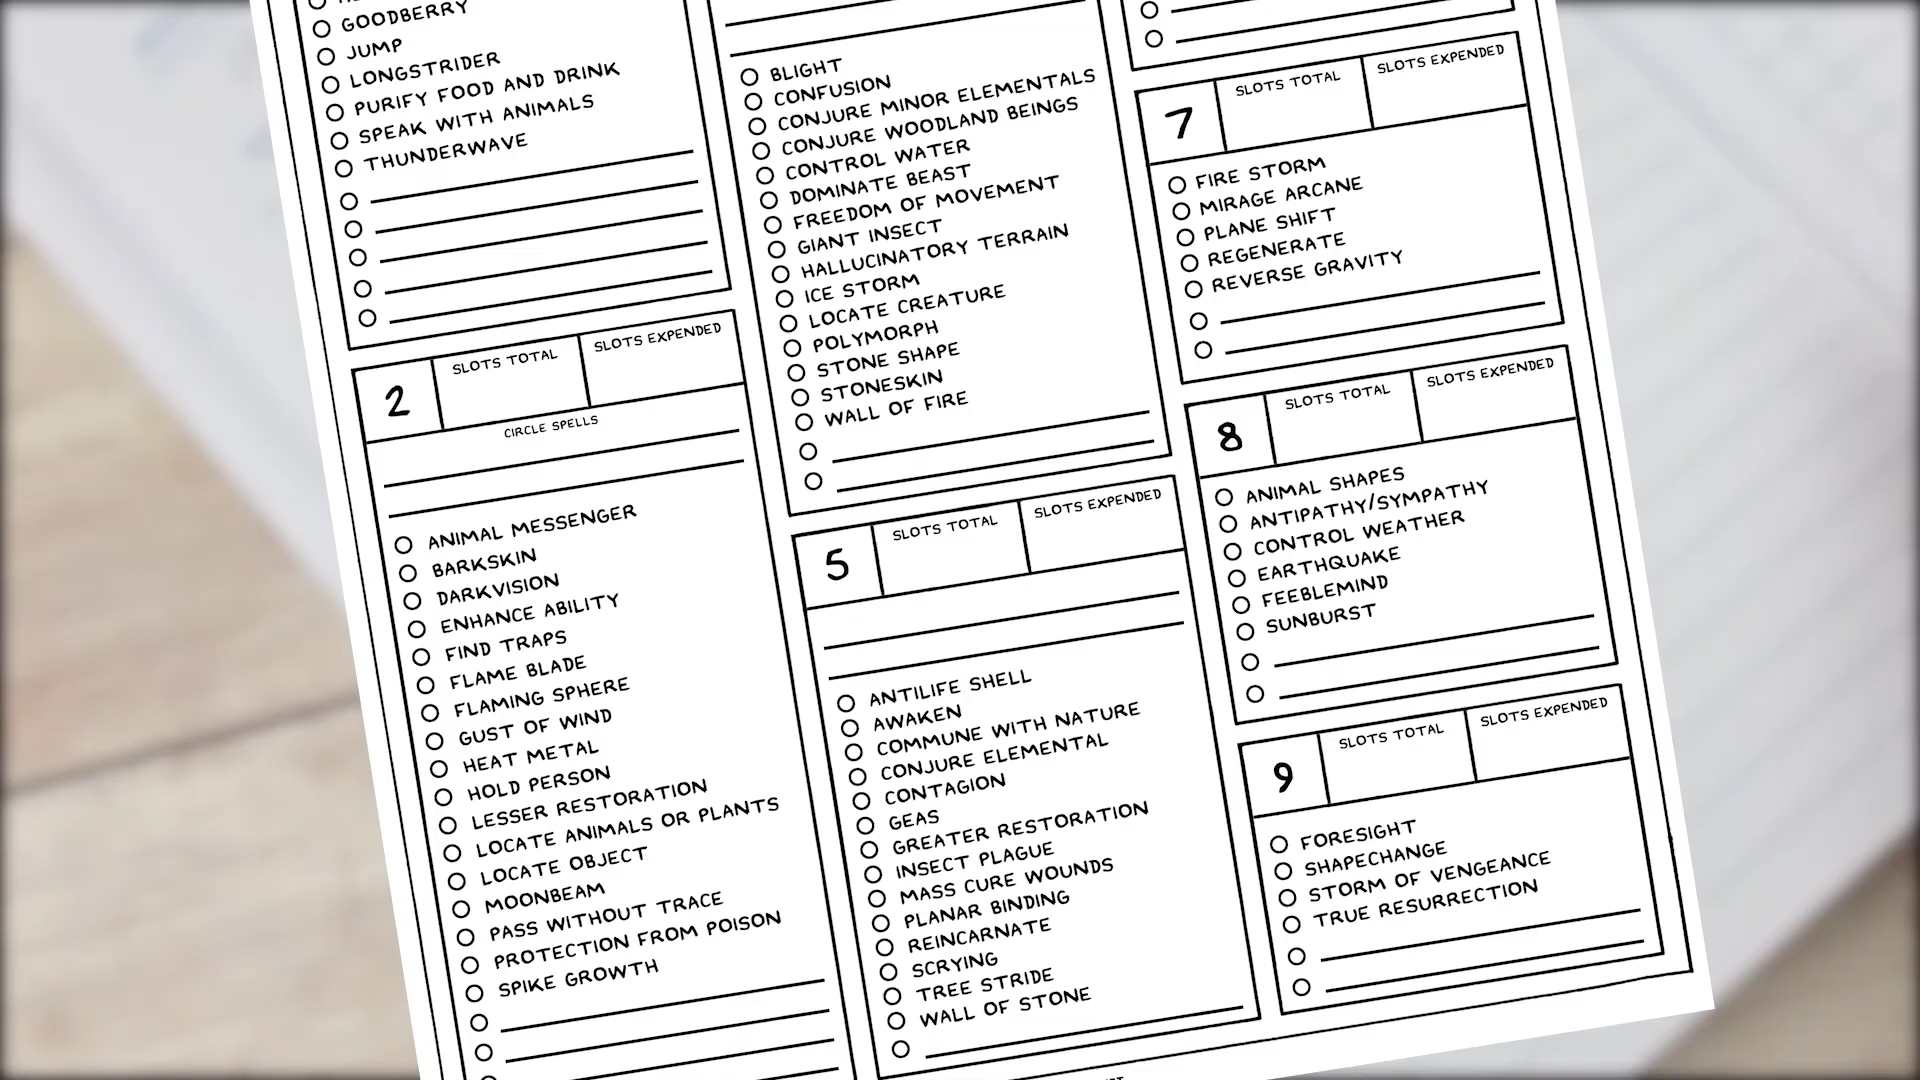 GOODBERRY
JUMP
LONGSTRIDER
PURIFY FOOD AND DRINK
SPEAK WITH ANIMALS
THUNDERWAVE
2
SLOTS TOTAL
SLOTS EXPENDED
CIRCLE SPELLS
ANIMAL MESSENGER
BARKSKIN
DARKVISION
ENHANCE ABILITY
FIND TRAPS
FLAME BLADE
FLAMING SPHERE
GUST OF WIND
HEAT METAL
HOLD PERSON
LESSER RESTORATION
LOCATE ANIMALS OR PLANTS
LOCATE OBJECT
MOONBEAM
PASS WITHOUT TRACE
PROTECTION FROM POISON
SPIKE GROWTH
BLIGHT
CONFUSION
CONJURE MINOR ELEMENTALS
CONJURE WOODLAND BEINGS
CONTROL WATER
DOMINATE BEAST
FREEDOM OF MOVEMENT
GIANT INSECT
HALLUCINATORY TERRAIN
ICE STORM
LOCATE CREATURE
POLYMORPH
STONE SHAPE
STONESKIN
WALL OF FIRE
5
SLOTS TOTAL
SLOTS EXPENDED
ANTILIFE SHELL
AWAKEN
COMMUNE WITH NATURE
CONJURE ELEMENTAL
CONTAGION
GEAS
GREATER RESTORATION
INSECT PLAGUE
MASS CURE WOUNDS
PLANAR BINDING
REINCARNATE
SCRYING
TREE STRIDE
WALL OF STONE
7
SLOTS TOTAL
SLOTS EXPENDED
FIRE STORM
MIRAGE ARCANE
PLANE SHIFT
REGENERATE
REVERSE GRAVITY
8
SLOTS TOTAL
SLOTS EXPENDED
ANIMAL SHAPES
ANTIPATHY/SYMPATHY
CONTROL WEATHER
EARTHQUAKE
FEEBLEMIND
SUNBURST
9
SLOTS TOTAL
SLOTS EXPENDED
FORESIGHT
SHAPECHANGE
STORM OF VENGEANCE
TRUE RESURRECTION